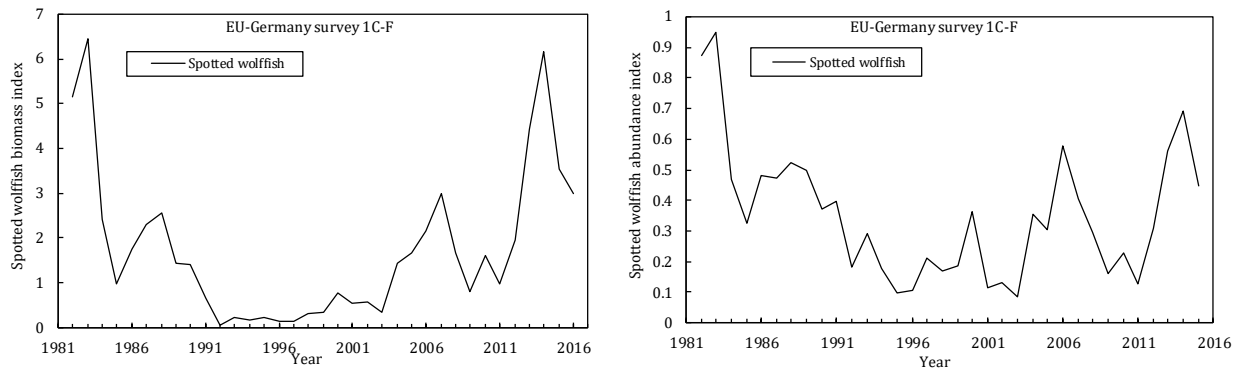 EU-Germany survey 1C-F
Spotted wolffish
Spotted wolffish biomass index
7
6
5
4
3
2
1
0
1981 1986 1991 1996 2001 2006 2011 2016
Year
EU-Germany survey 1C-F
Spotted wolffish
Spotted wolffish abundance index
1
0.9
0.8
0.7
0.6
0.5
0.4
0.3
0.2
0.1
0
1981 1986 1991 1996 2001 2006 2011 2016
Year